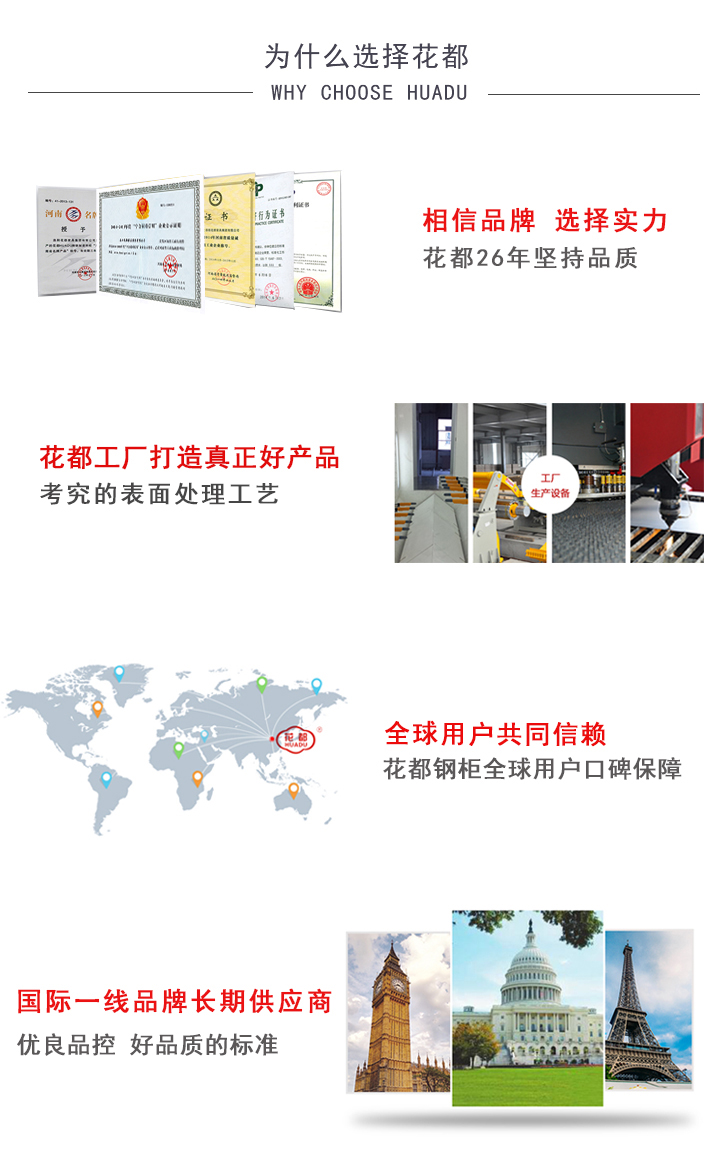 为什么选择花都
WHY CHOOSE HUADU
河南
名牌
授 予
证 书
行为证书
利证书
相信品牌 选择实力
花都26年坚持品质
花都工厂打造真正好产品
考究的表面处理工艺
工厂
生产设备
花都
HUADU
®
全球用户共同信赖
花都钢柜全球用户口碑保障
国际一线品牌长期供应商
优良品控 好品质的标准